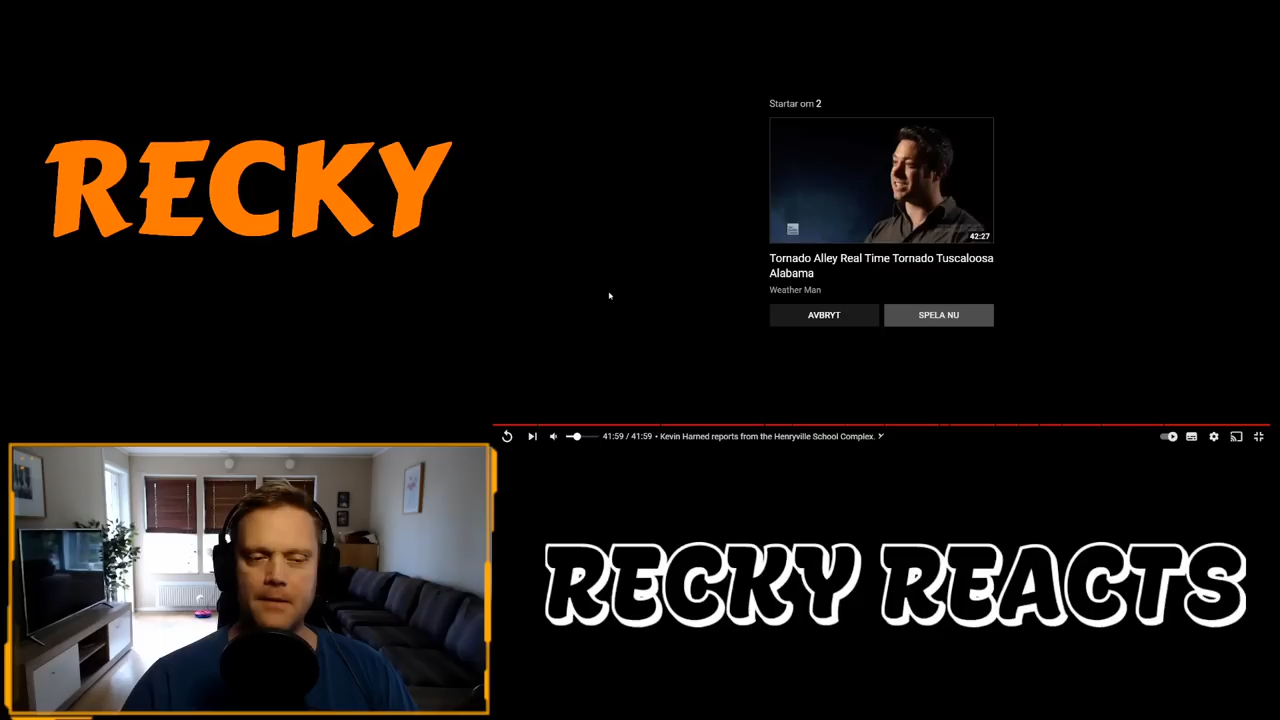 RECKY
Startar om 2
42:27
Tornado Alley Real Time Tornado Tuscaloosa
Alabama
Weather Man
AVBRYT
SPELA NU
41:59 / 41:59 • Kevin Harned reports from the Henryville School Complex.
RECKY REACTS